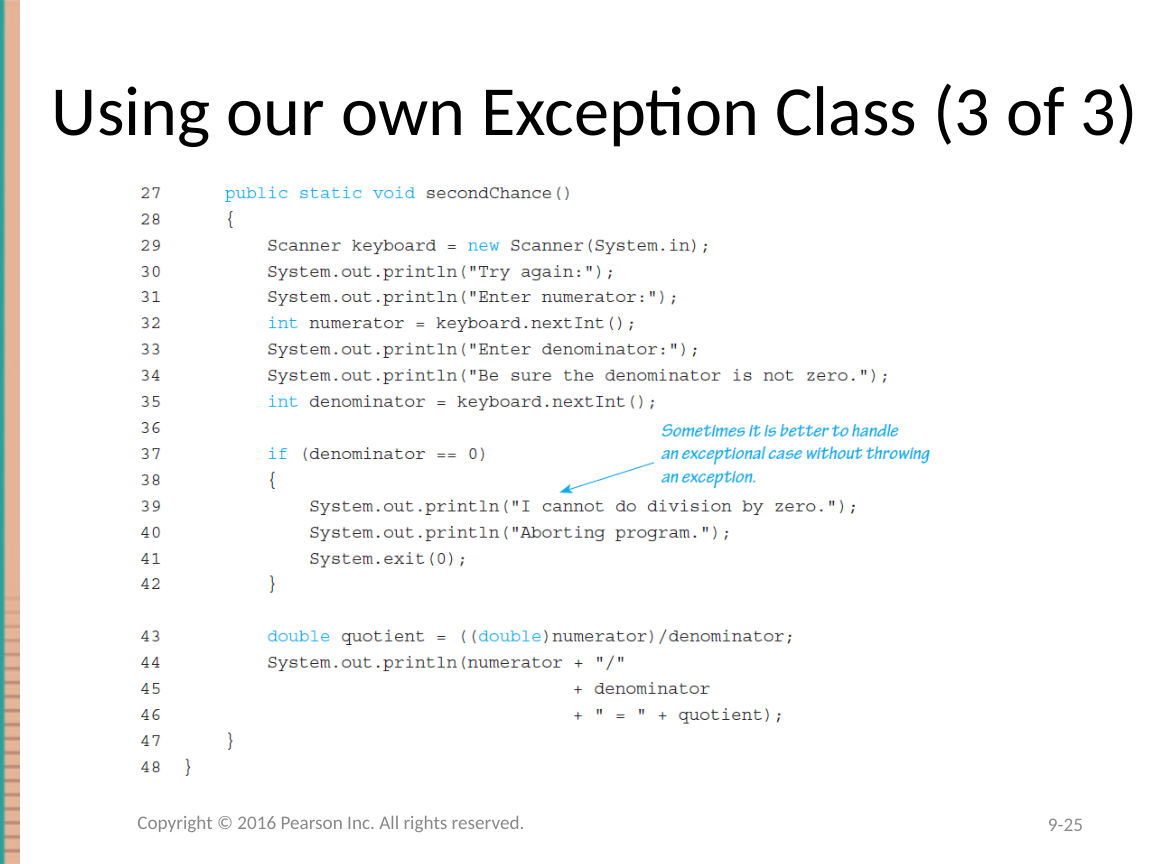 Using our own Exception Class (3 of 3)
27 public static void secondChance()
28 {
29 Scanner keyboard = new Scanner(System.in);
30 System.out.println("Try again:");
31 System.out.println("Enter numerator:");
32 int numerator = keyboard.nextInt();
33 System.out.println("Enter denominator:");
34 System.out.println("Be sure the denominator is not zero.");
35 int denominator = keyboard.nextInt();
36
Sometimes it is better to handle
37 if (denominator == 0)
an exceptional case without throwing
38 {
an exception.
39 System.out.println("I cannot do division by zero.");
40 System.out.println("Aborting program.");
41 System.exit(0);
42 }
43 double quotient = ((double)numerator)/denominator;
44 System.out.println(numerator + "/"
45 + denominator
46 + " = " + quotient);
47 }
48 }
Copyright © 2016 Pearson Inc. All rights reserved.
9-25